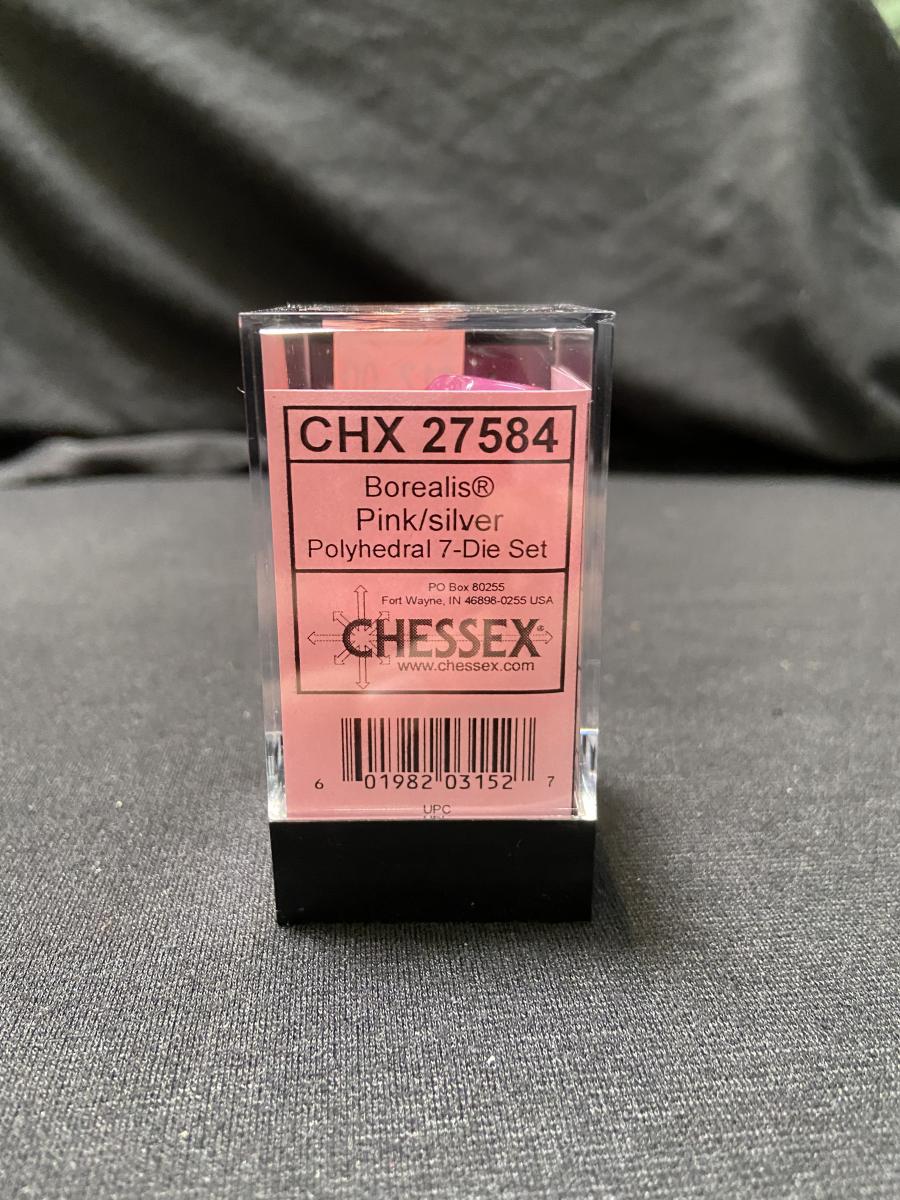 CHX 27584
Borealis®
Pink/silver
Polyhedral 7-Die Set
PO Box 80255
Fort Wayne, IN 46898-0255 USA
CHESSEX®
www.chessex.com
6 01982 03152 7
UPC